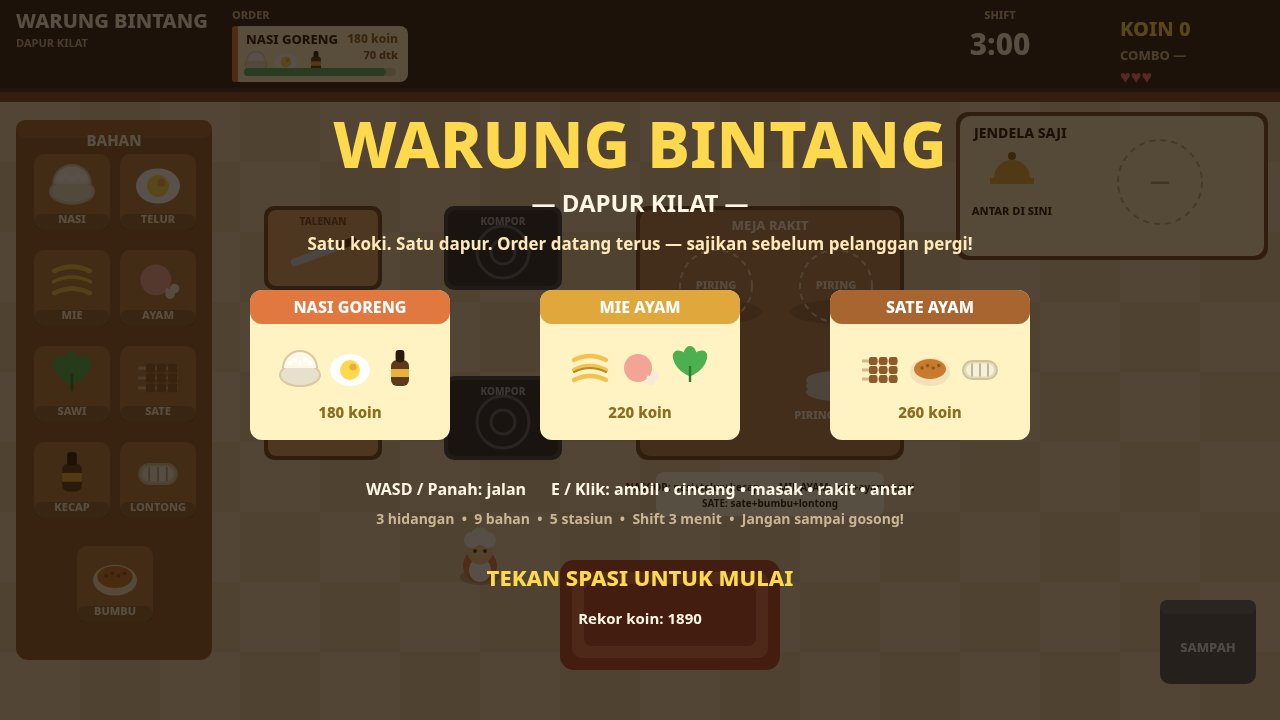 WARUNG BINTANG
DAPUR KILAT
ORDER
NASI GORENG 180 koin
70 dtk
SHIFT
3:00
KOIN 0
COMBO —
♥♥♥
WARUNG BINTANG
— DAPUR KILAT —
Satu koki. Satu dapur. Order datang terus — sajikan sebelum pelanggan pergi!
BAHAN
NASI
TELUR
MIE
AYAM
SAWI
SATE
KECAP
LONTONG
BUMBU
TALENAN
KOMPOR
MEJA RAKIT
PIRING
PIRING
JENDELA SAJI
—
ANTAR DI SINI
NASI GORENG
180 koin
MIE AYAM
220 koin
SATE AYAM
260 koin
KOMPOR
PIRING
WASD / Panah: jalan E / Klik: ambil • cincang • masak • rakit • antar
SATE: sate+bumbu+lontong
3 hidangan • 9 bahan • 5 stasiun • Shift 3 menit • Jangan sampai gosong!
TEKAN SPASI UNTUK MULAI
Rekor koin: 1890
SAMPAH